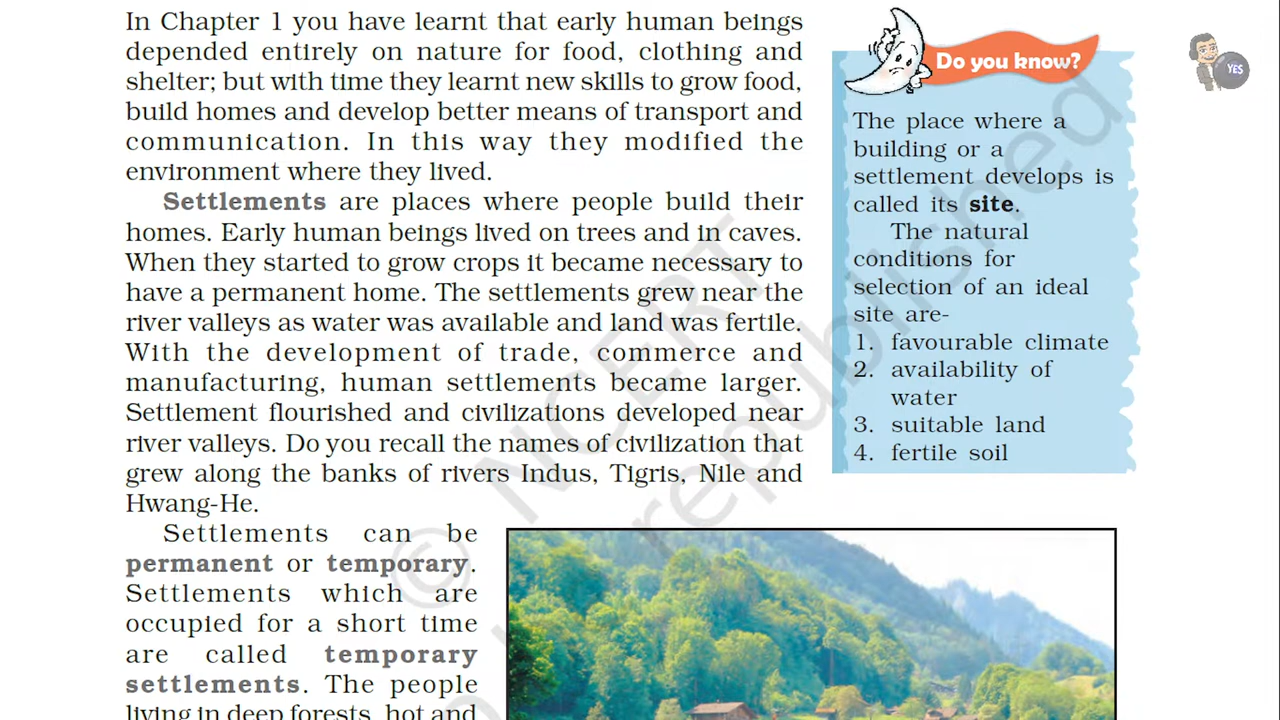 In Chapter 1 you have learnt that early human beings
depended entirely on nature for food, clothing and
shelter; but with time they learnt new skills to grow food,
build homes and develop better means of transport and
communication. In this way they modified the
environment where they lived.
Settlements are places where people build their
homes. Early human beings lived on trees and in caves.
When they started to grow crops it became necessary to
have a permanent home. The settlements grew near the
river valleys as water was available and land was fertile.
With the development of trade, commerce and
manufacturing, human settlements became larger.
Settlement flourished and civilizations developed near
river valleys. Do you recall the names of civilization that
grew along the banks of rivers Indus, Tigris, Nile and
Hwang-He.
Settlements can be
permanent or temporary.
Settlements which are
occupied for a short time
are called temporary
settlements. The people
living in deep forests, hot and
Do you know?
The place where a
building or a
settlement develops is
called its site.
The natural
conditions for
selection of an ideal
site are-
1. favourable climate
2. availability of
water
3. suitable land
4. fertile soil
YES
© NCERT
republished